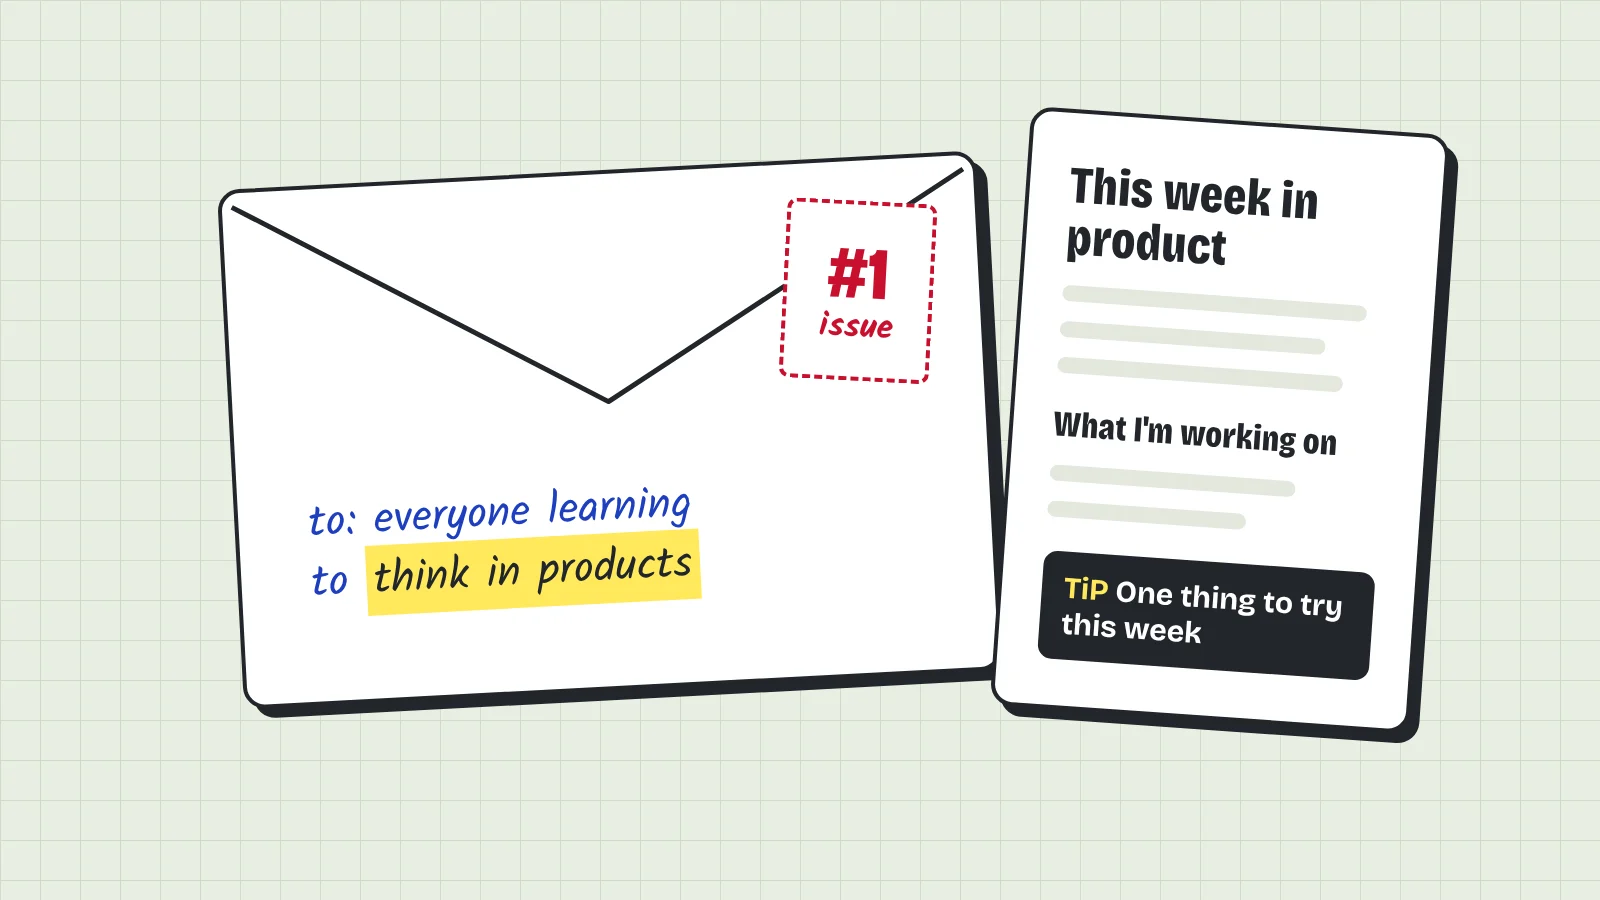 #1
issue
to: everyone learning
to think in products
This week in
product
What I'm working on
TiP One thing to try
this week